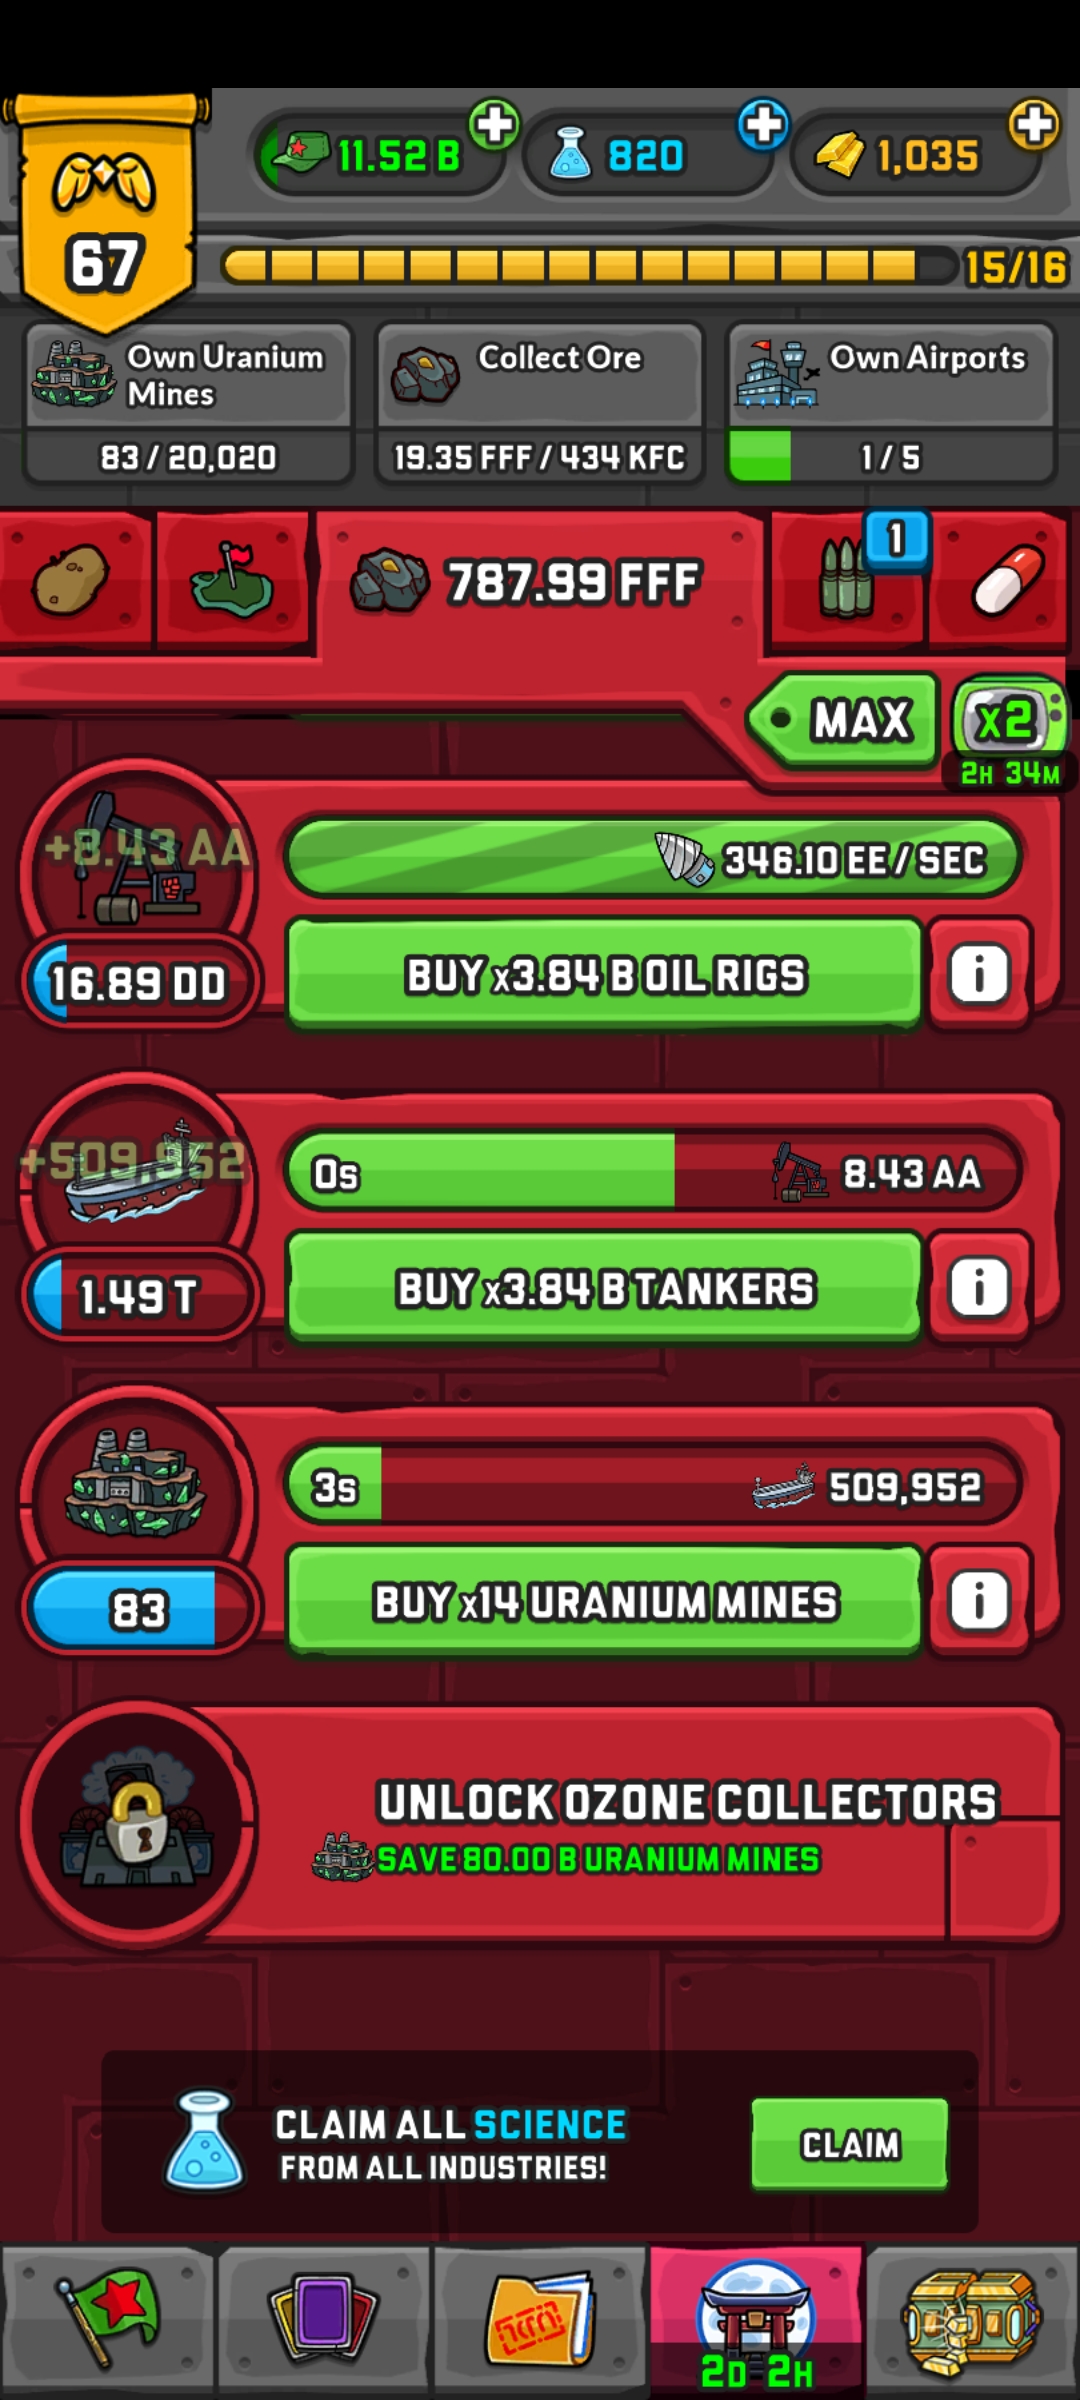 11.52 B
820
1,035
67
15/16
Own Uranium
Mines
83 / 20,020
Collect Ore
19.35 FFF / 434 KFC
Own Airports
1 / 5
787.99 FFF
1
MAX
x2
2H 34M
+8.43 AA
346.10 EE / SEC
16.89 DD
BUY x3.84 B OIL RIGS
i
+509,952
0s
8.43 AA
1.49 T
BUY x3.84 B TANKERS
i
3s
509,952
83
BUY x14 URANIUM MINES
i
UNLOCK OZONE COLLECTORS
SAVE 80.00 B URANIUM MINES
CLAIM ALL SCIENCE
FROM ALL INDUSTRIES!
CLAIM
2D 2H